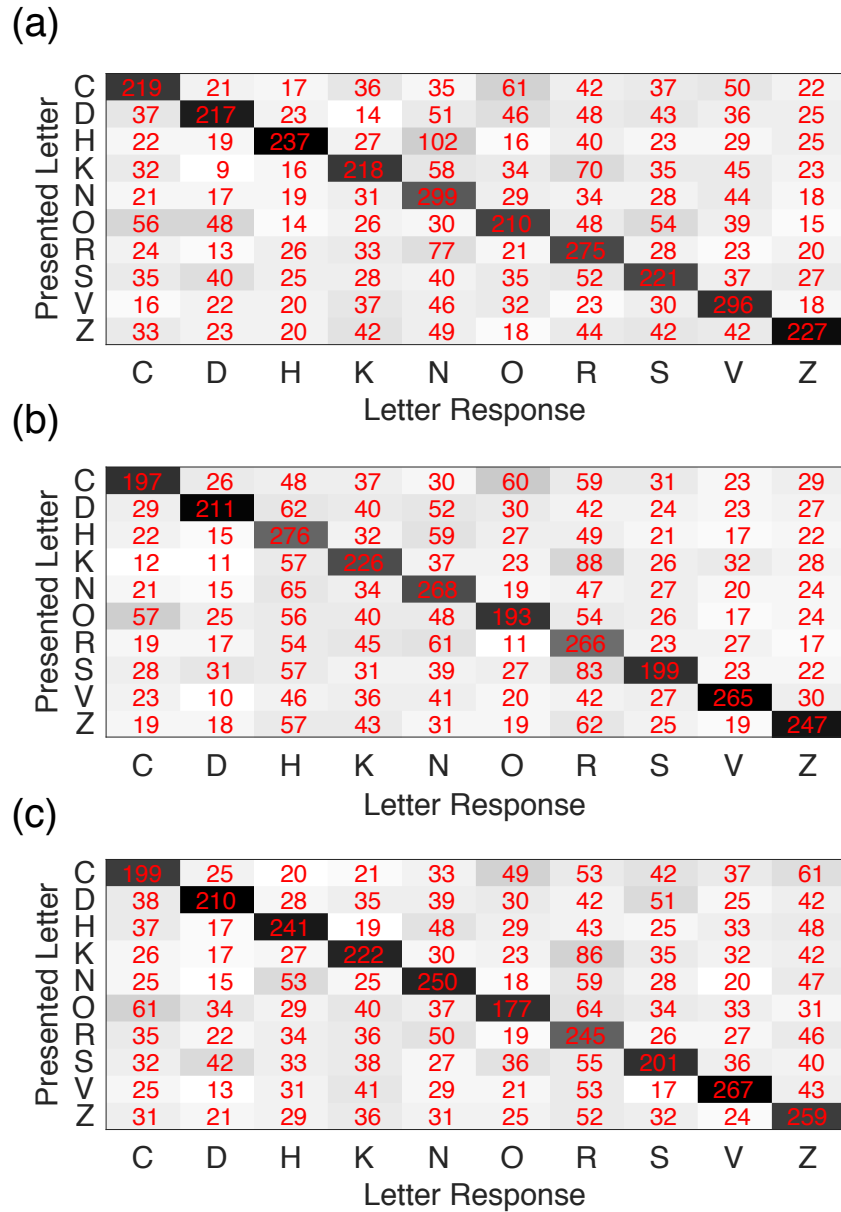 (a)
Presented Letter
C 219 21 17 36 35 61 42 37 50 22
D 37 217 23 14 51 46 48 43 36 25
H 22 19 237 27 102 16 40 23 29 25
K 32 9 16 218 58 34 70 35 45 23
N 21 17 19 31 299 29 34 28 44 18
O 56 48 14 26 30 210 48 54 39 15
R 24 13 26 33 77 21 275 28 23 20
S 35 40 25 28 40 35 52 221 37 27
V 16 22 20 37 46 32 23 30 296 18
Z 33 23 20 42 49 18 44 42 42 227
C D H K N O R S V Z
Letter Response
(b)
Presented Letter
C 197 26 48 37 30 60 59 31 23 29
D 29 211 62 40 52 30 42 24 23 27
H 22 15 276 32 59 27 49 21 17 22
K 12 11 57 226 37 23 88 26 32 28
N 21 15 65 34 268 19 47 27 20 24
O 57 25 56 40 48 193 54 26 17 24
R 19 17 54 45 61 11 266 23 27 17
S 28 31 57 31 39 27 83 199 23 22
V 23 10 46 36 41 20 42 27 265 30
Z 19 18 57 43 31 19 62 25 19 247
C D H K N O R S V Z
Letter Response
(c)
Presented Letter
C 199 25 20 21 33 49 53 42 37 61
D 38 210 28 35 39 30 42 51 25 42
H 37 17 241 19 48 29 43 25 33 48
K 26 17 27 222 30 23 86 35 32 42
N 25 15 53 25 250 18 59 28 20 47
O 61 34 29 40 37 177 64 34 33 31
R 35 22 34 36 50 19 245 26 27 46
S 32 42 33 38 27 36 55 201 36 40
V 25 13 31 41 29 21 53 17 267 43
Z 31 21 29 36 31 25 52 32 24 259
C D H K N O R S V Z
Letter Response